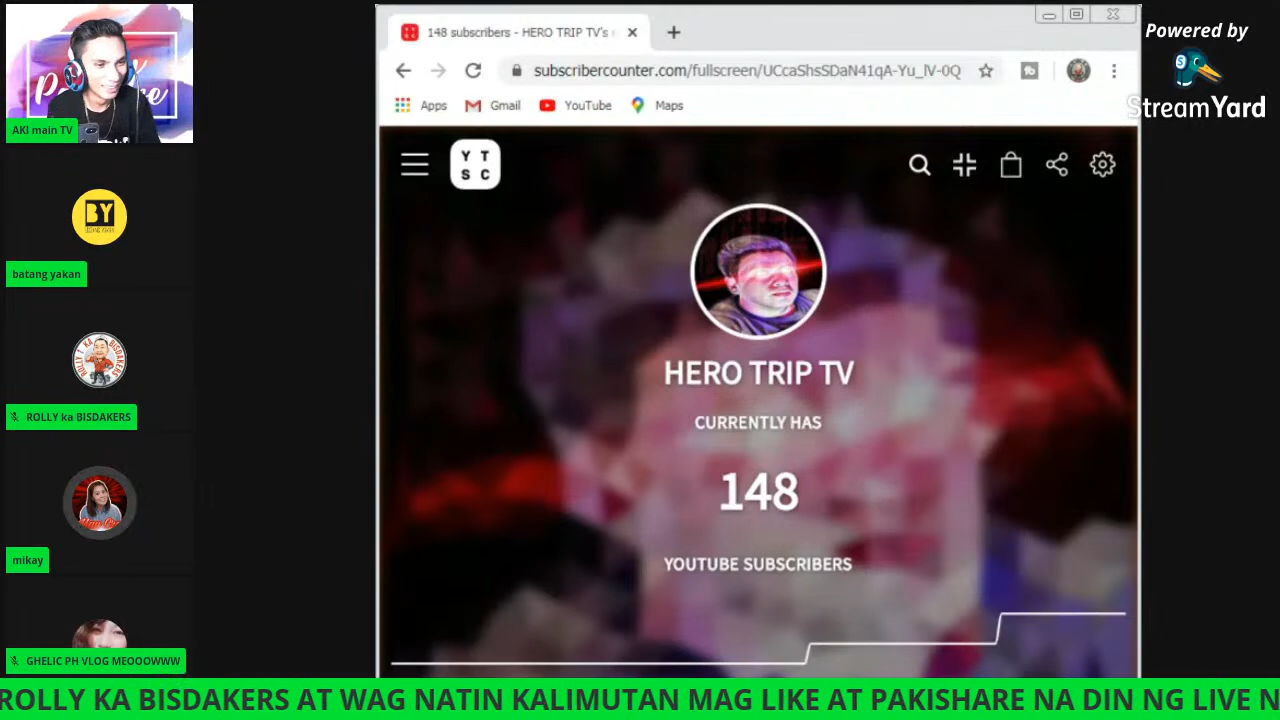 148 subscribers - HERO TRIP TV's
subscribercounter.com/fullscreen/UCcaShsSDaN41qA-Yu_lV-0Q
Apps
Gmail
YouTube
Maps
Powered by
StreamYard
AKI main TV
BY
batang yakan
ROLLY ka BISDAKERS
mikay
GHELIC PH VLOG MEOOOWWW
Y T
S C
HERO TRIP TV
CURRENTLY HAS
148
YOUTUBE SUBSCRIBERS
ROLLY KA BISDAKERS AT WAG NATIN KALIMUTAN MAG LIKE AT PAKISHARE NA DIN NG LIVE N